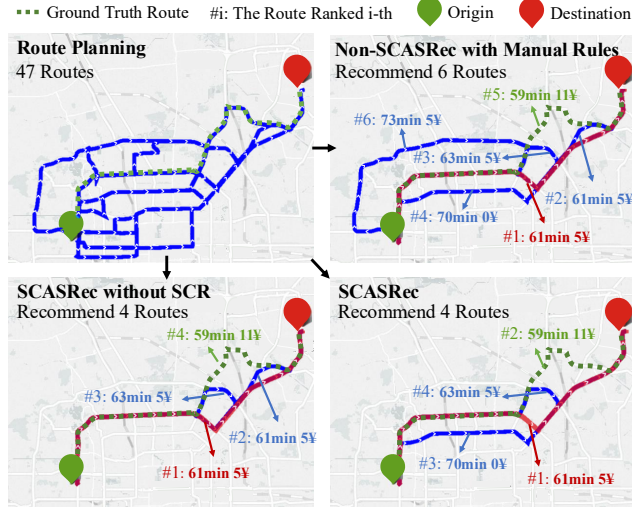 Ground Truth Route #i: The Route Ranked i-th Origin Destination
Route Planning
47 Routes
Non-SCASRec with Manual Rules
Recommend 6 Routes
#5: 59min 11¥
#6: 73min 5¥
#3: 63min 5¥
#2: 61min 5¥
#4: 70min 0¥
#1: 61min 5¥
SCASRec without SCR
Recommend 4 Routes
#4: 59min 11¥
#3: 63min 5¥
#2: 61min 5¥
#1: 61min 5¥
SCASRec
Recommend 4 Routes
#2: 59min 11¥
#4: 63min 5¥
#3: 70min 0¥
#1: 61min 5¥